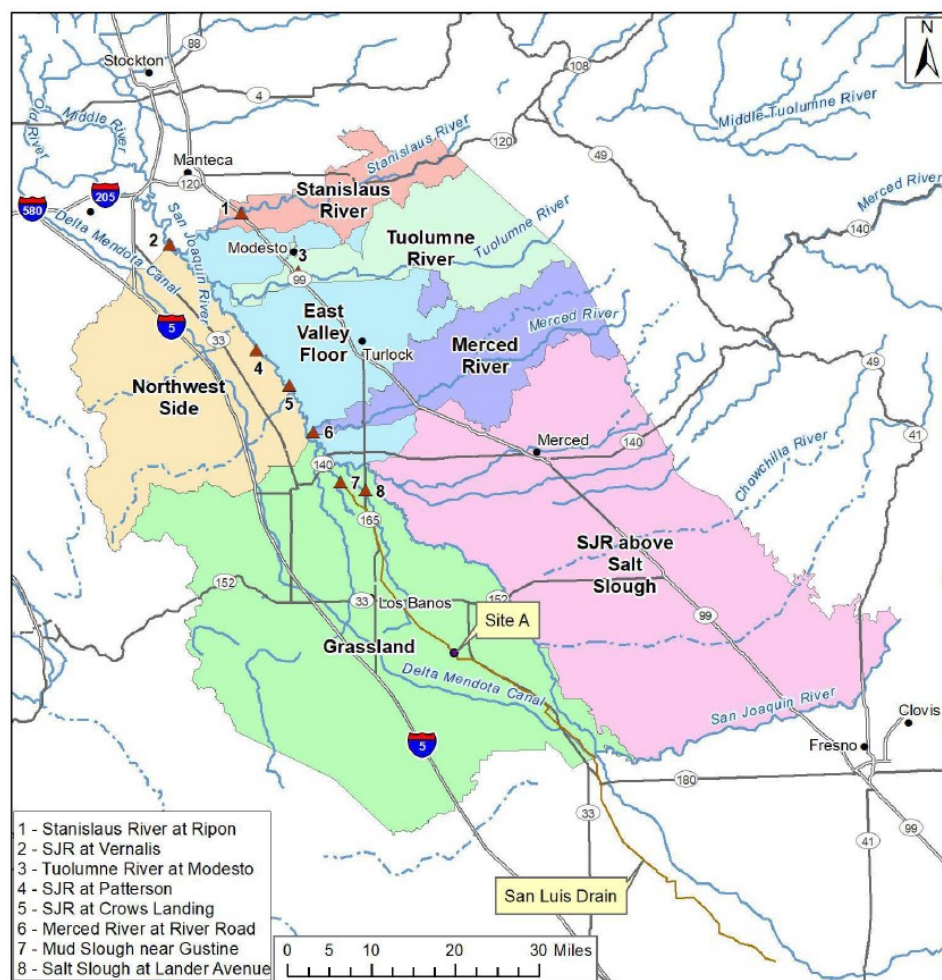 N
88
Stockton
108
4
Middle River
Old River
Middle Tuolumne River
Stanislaus River
120
49
Manteca
120
205
580
Merced River
140
Stanislaus
River
1
San Joaquin River
Delta Mendota Canal
2
Modesto
3
Tuolumne
River
Tuolumne River
99
5
East
Valley
Floor
33
Turlock
Merced River
Merced
River
4
49
Northwest
Side
5
6
Merced
140
41
140
7
8
Chowchilla River
165
SJR above
Salt
Slough
152
33
Los Banos
152
Site A
99
Grassland
Delta Mendota Canal
San Joaquin River
Clovis
5
Fresno
180
33
41
99
San Luis Drain
1 - Stanislaus River at Ripon
2 - SJR at Vernalis
3 - Tuolumne River at Modesto
4 - SJR at Patterson
5 - SJR at Crows Landing
6 - Merced River at River Road
7 - Mud Slough near Gustine
8 - Salt Slough at Lander Avenue
0 5 10 20 30 Miles